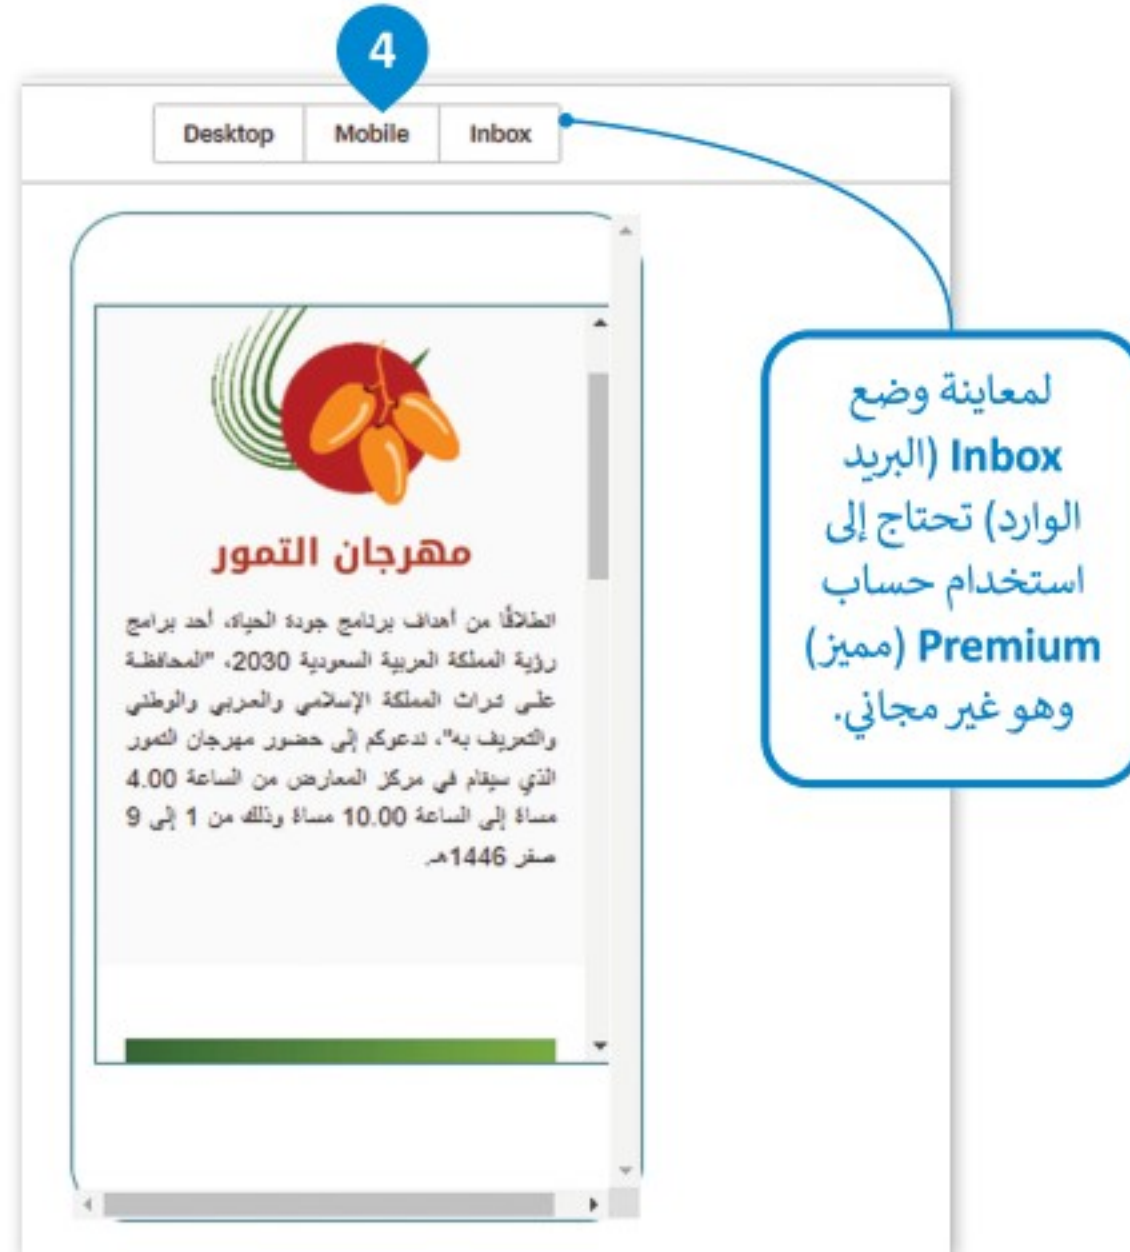 4
Desktop Mobile Inbox
مهرجان التمور
انطلاقًا من أهداف برنامج جودة الحياة، أحد برامج
رؤية المملكة العربية السعودية 2030، "المحافظة
على تراث المملكة الإسلامي والعربي والوطني
والتعريف به"، ندعوكم إلى حضور مهرجان التمور
الذي سيقام في مركز المعارض من الساعة 4.00
مساءً إلى الساعة 10.00 مساءً وذلك من 1 إلى 9
صفر 1446هـ.
لمعاينة وضع
Inbox (البريد
الوارد) تحتاج إلى
استخدام حساب
Premium (مميز)
وهو غير مجاني.